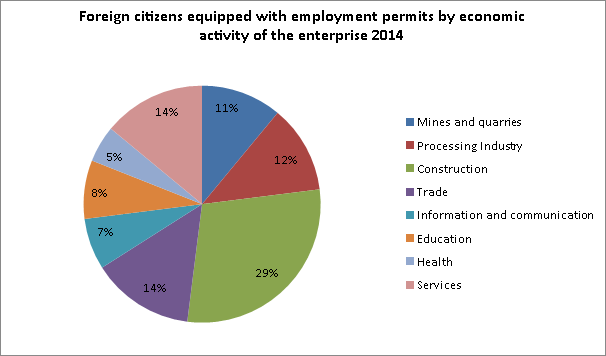 Foreign citizens equipped with employment permits by economic
activity of the enterprise 2014
14%
11%
5%
12%
8%
7%
14%
29%
Mines and quarries
Processing Industry
Construction
Trade
Information and communication
Education
Health
Services